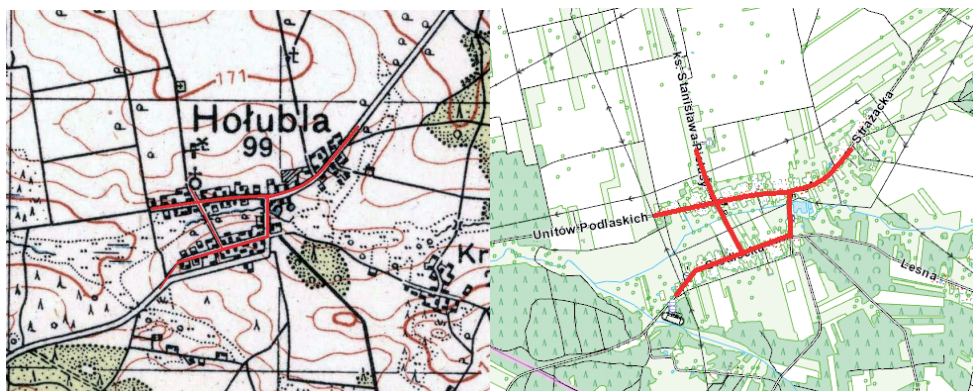 171
Hołubla
99
Kr
ks. Stanisława
Strażacka
Unitów Podlaskich
Leśna